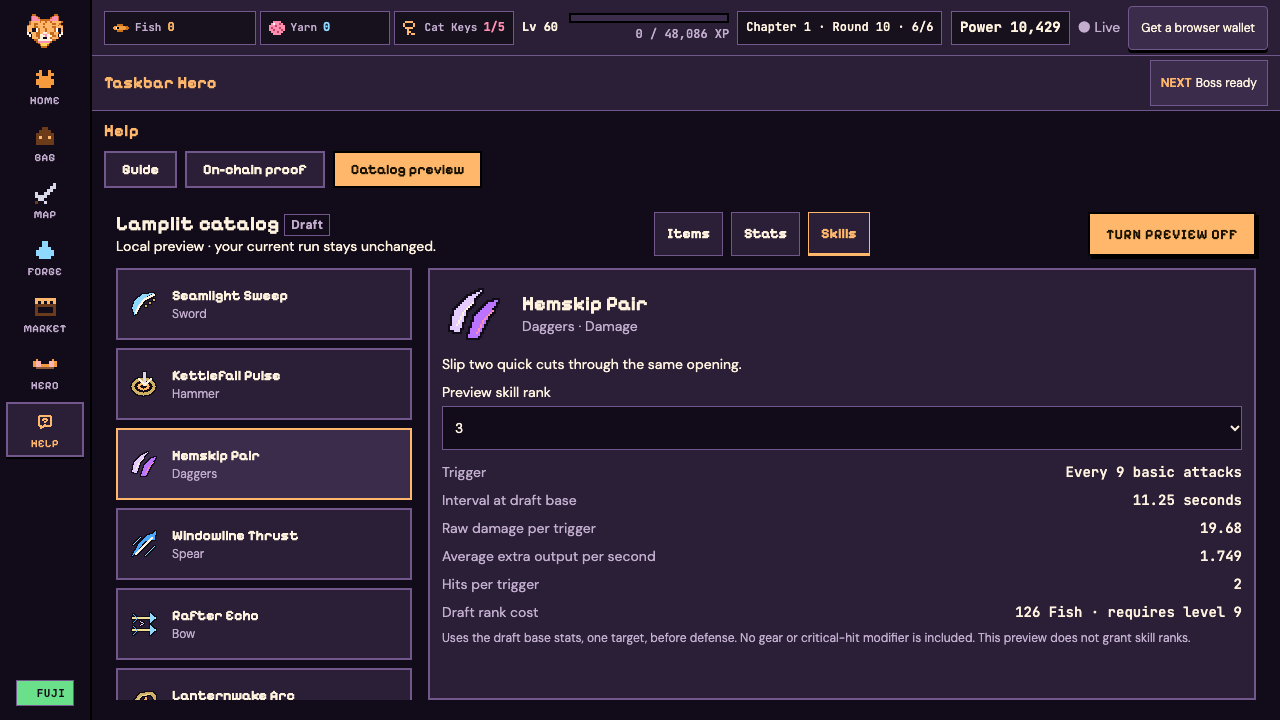 Fish 0
Yarn 0
Cat Keys 1/5
Lv 60
0 / 48,086 XP
Chapter 1 · Round 10 · 6/6
Power 10,429
Live
Get a browser wallet
HOME
BAG
MAP
FORGE
MARKET
HERO
HELP
FUJI
Taskbar Hero
NEXT Boss ready
Help
Guide
On-chain proof
Catalog preview
Lamplit catalog Draft
Local preview · your current run stays unchanged.
Items
Stats
Skills
TURN PREVIEW OFF
Seamlight Sweep
Sword
Kettlefall Pulse
Hammer
Hemskip Pair
Daggers
Windowline Thrust
Spear
Rafter Echo
Bow
Lanternwake Arc
Hemskip Pair
Daggers · Damage
Slip two quick cuts through the same opening.
Preview skill rank
3
Trigger Every 9 basic attacks
Interval at draft base 11.25 seconds
Raw damage per trigger 19.68
Average extra output per second 1.749
Hits per trigger 2
Draft rank cost 126 Fish · requires level 9
Uses the draft base stats, one target, before defense. No gear or critical-hit modifier is included. This preview does not grant skill ranks.